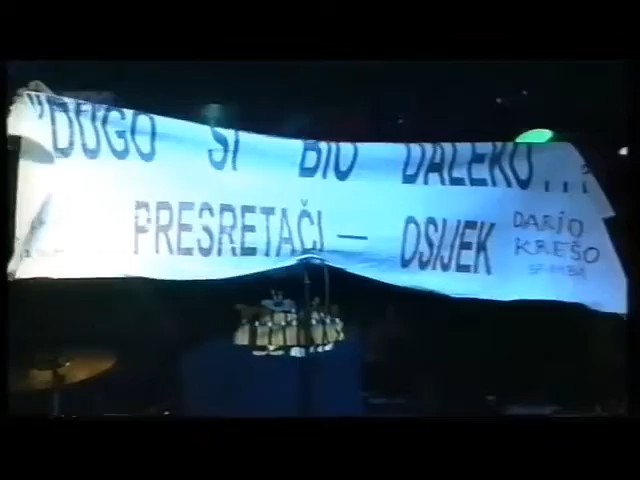 "DUGO SI BIO DALEKO...
PRESRETAČI — OSIJEK
DARIO
KREŠO